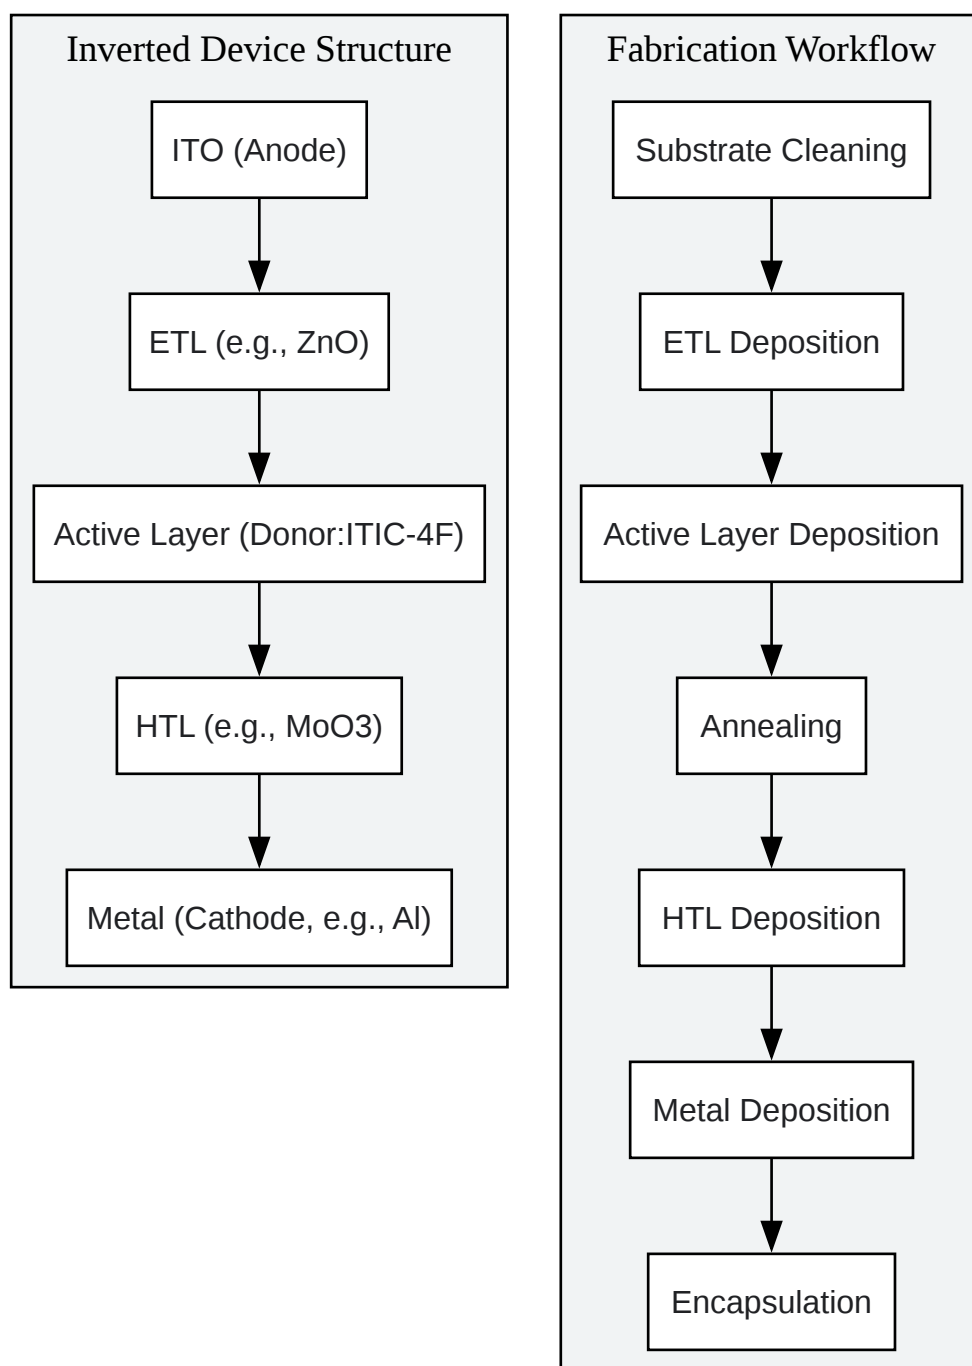 Inverted Device Structure
ITO (Anode)
ETL (e.g., ZnO)
Active Layer (Donor:ITIC-4F)
HTL (e.g., MoO3)
Metal (Cathode, e.g., Al)
Fabrication Workflow
Substrate Cleaning
ETL Deposition
Active Layer Deposition
Annealing
HTL Deposition
Metal Deposition
Encapsulation